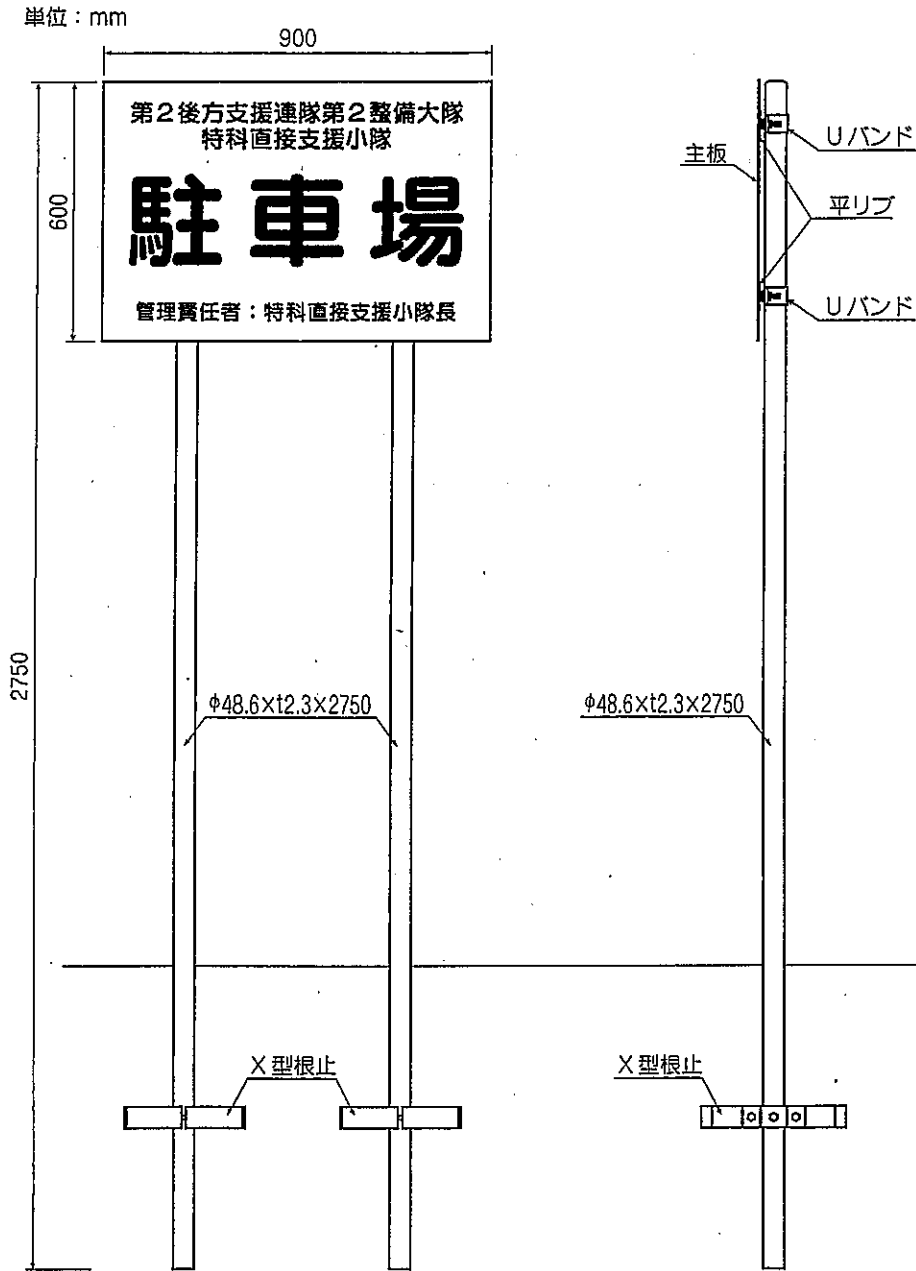 単位：mm
900
第2後方支援連隊第2整備大隊
特科直接支援小隊
駐車場
管理責任者：特科直接支援小隊長
600
2750
Uバンド
主板
平リブ
Uバンド
φ48.6×t2.3×2750
φ48.6×t2.3×2750
X型根止
X型根止